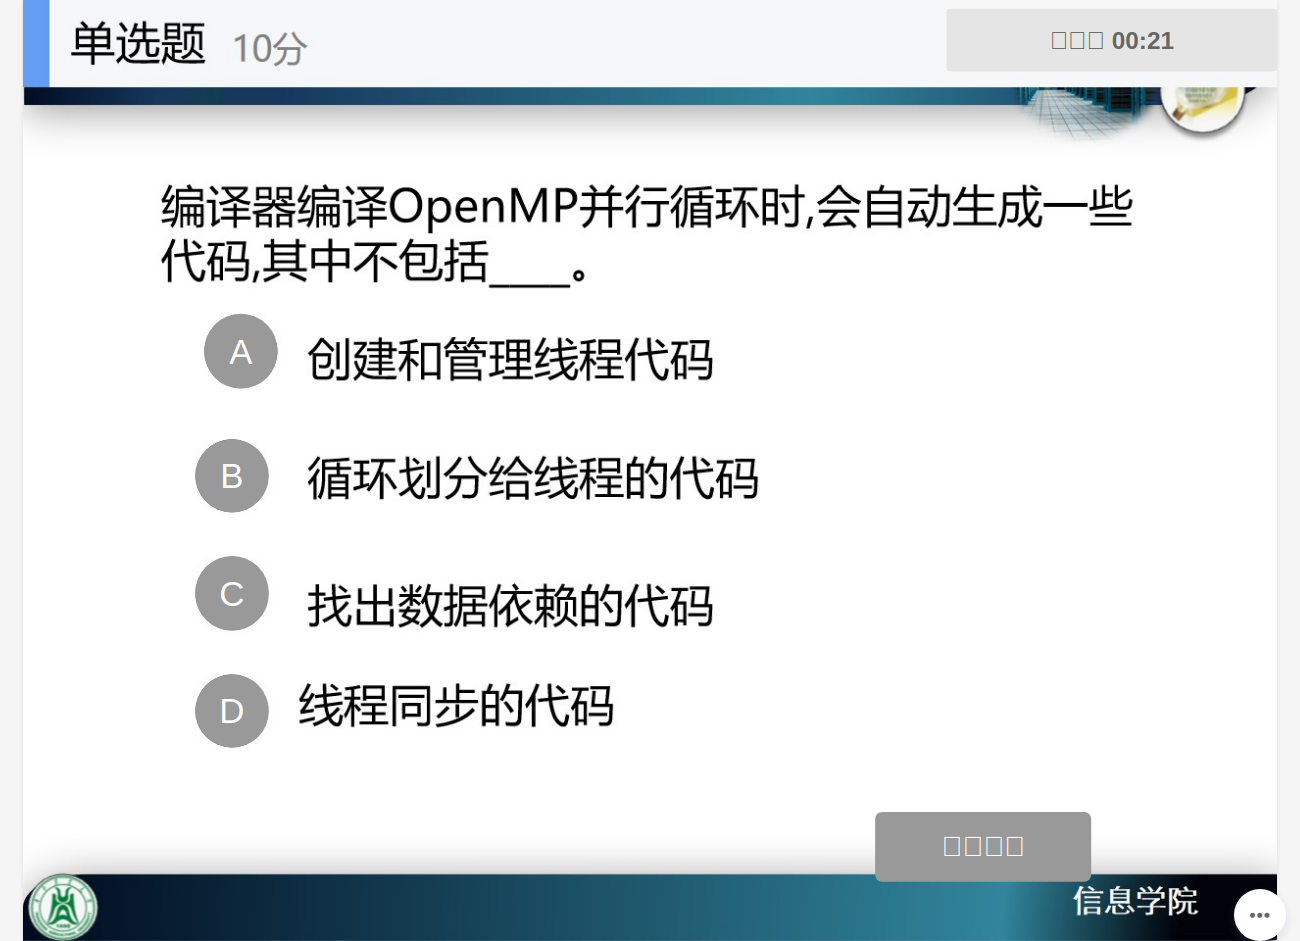 单选题 10分
00:21
编译器编译OpenMP并行循环时,会自动生成一些
代码,其中不包括____。
A 创建和管理线程代码
B 循环划分给线程的代码
C 找出数据依赖的代码
D 线程同步的代码
信息学院